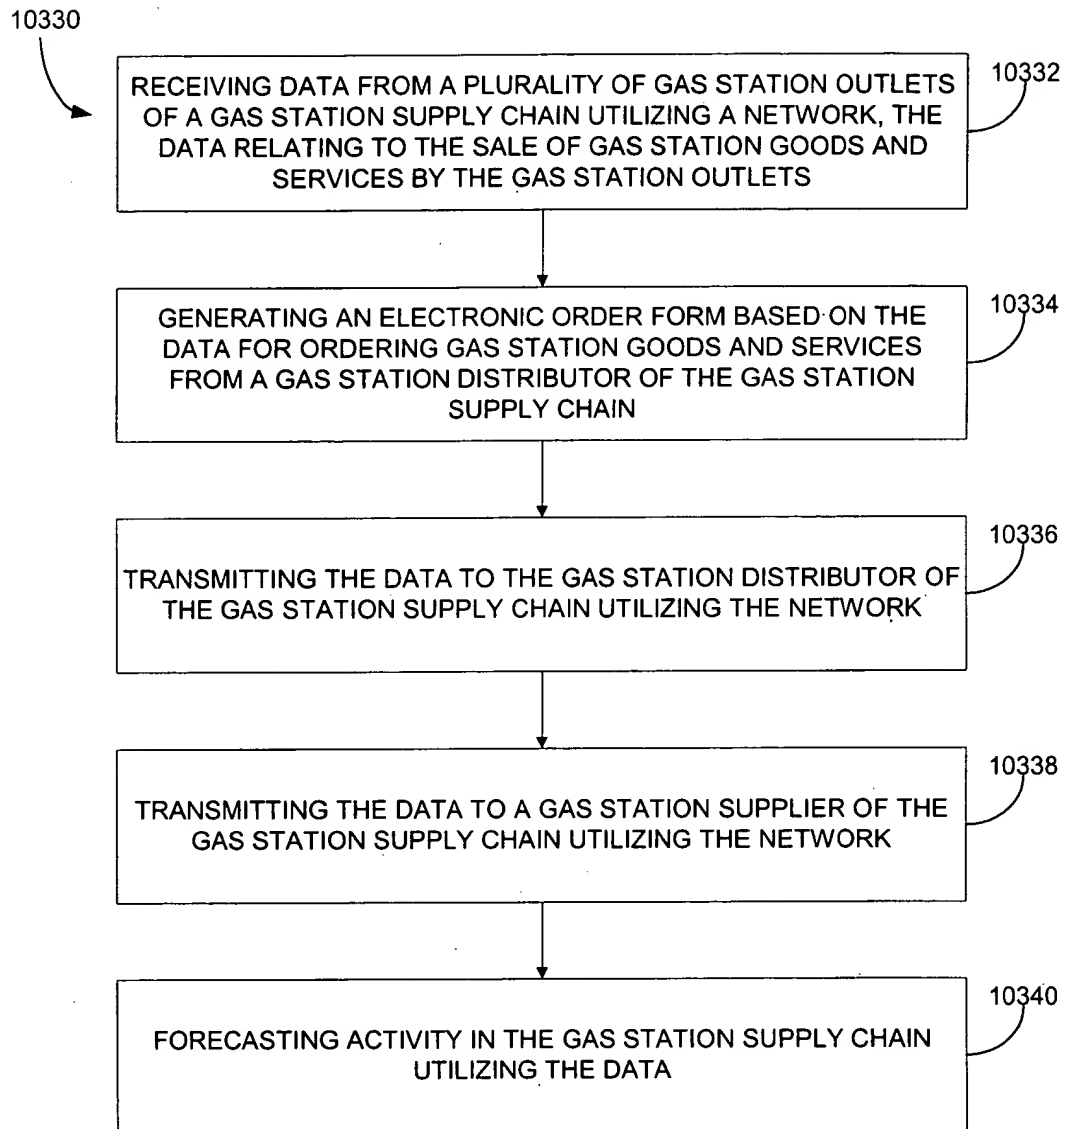 10330
RECEIVING DATA FROM A PLURALITY OF GAS STATION OUTLETS
OF A GAS STATION SUPPLY CHAIN UTILIZING A NETWORK, THE
DATA RELATING TO THE SALE OF GAS STATION GOODS AND
SERVICES BY THE GAS STATION OUTLETS
10332
GENERATING AN ELECTRONIC ORDER FORM BASED ON THE
DATA FOR ORDERING GAS STATION GOODS AND SERVICES
FROM A GAS STATION DISTRIBUTOR OF THE GAS STATION
SUPPLY CHAIN
10334
TRANSMITTING THE DATA TO THE GAS STATION DISTRIBUTOR OF
THE GAS STATION SUPPLY CHAIN UTILIZING THE NETWORK
10336
TRANSMITTING THE DATA TO A GAS STATION SUPPLIER OF THE
GAS STATION SUPPLY CHAIN UTILIZING THE NETWORK
10338
FORECASTING ACTIVITY IN THE GAS STATION SUPPLY CHAIN
UTILIZING THE DATA
10340